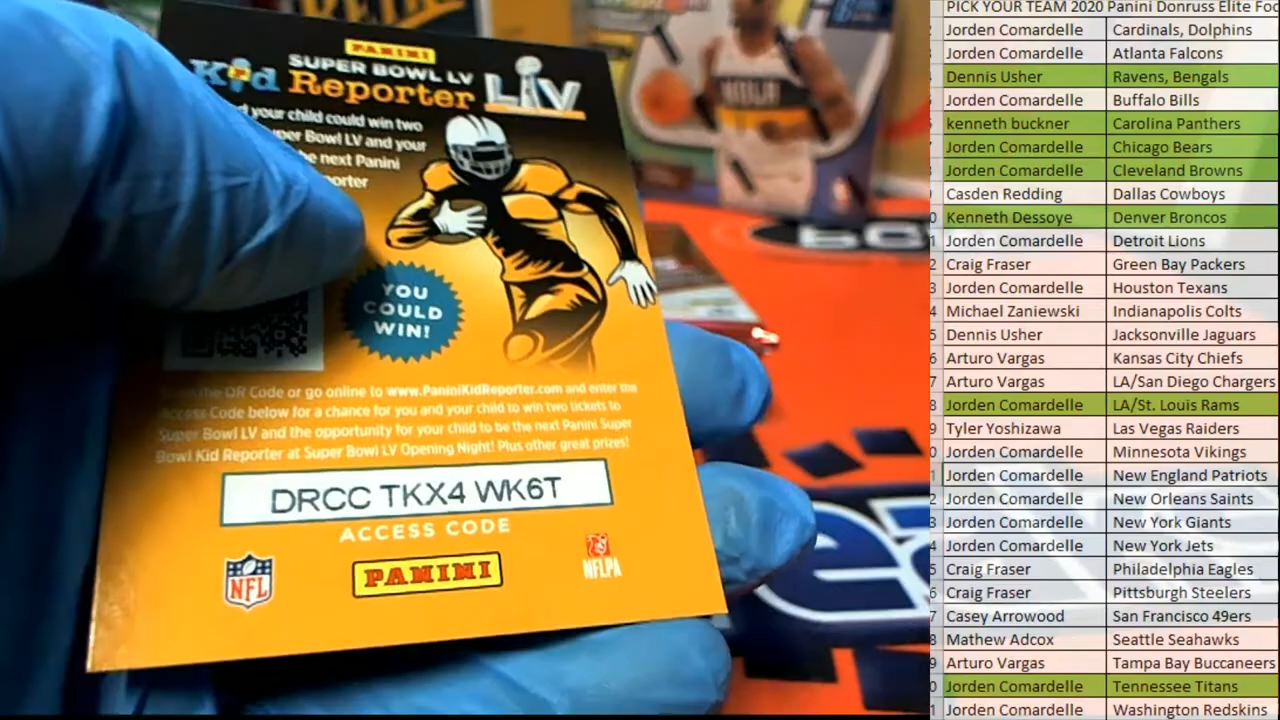 PANINI
SUPER BOWL LV
Kid Reporter
LIV
your child could win two
Super Bowl LV and your
be next Panini
the QR Code or go online to www.PaniniKidReporter.com and enter the
Access Code below for a chance for you and your child to win two tickets to
Super Bowl LV and the opportunity for your child to be the next Panini Super
Bowl Kid Reporter at Super Bowl LV Opening Night! Plus other great prizes!
YOU
COULD
WIN!
DRCC TKX4 WK6T
ACCESS CODE
NFL
PANINI
NFLPA
PICK YOUR TEAM 2020 Panini Donruss Elite Foo
Jorden Comardelle Cardinals, Dolphins
Jorden Comardelle Atlanta Falcons
Dennis Usher Ravens, Bengals
Jorden Comardelle Buffalo Bills
kenneth buckner Carolina Panthers
Jorden Comardelle Chicago Bears
Jorden Comardelle Cleveland Browns
Casden Redding Dallas Cowboys
Kenneth Dessoye Denver Broncos
Jorden Comardelle Detroit Lions
Craig Fraser Green Bay Packers
Jorden Comardelle Houston Texans
Michael Zaniewski Indianapolis Colts
Dennis Usher Jacksonville Jaguars
Arturo Vargas Kansas City Chiefs
Arturo Vargas LA/San Diego Chargers
Jorden Comardelle LA/St. Louis Rams
Tyler Yoshizawa Las Vegas Raiders
Jorden Comardelle Minnesota Vikings
Jorden Comardelle New England Patriots
Jorden Comardelle New Orleans Saints
Jorden Comardelle New York Giants
Jorden Comardelle New York Jets
Craig Fraser Philadelphia Eagles
Craig Fraser Pittsburgh Steelers
Casey Arrowood San Francisco 49ers
Mathew Adcox Seattle Seahawks
Arturo Vargas Tampa Bay Buccaneers
Jorden Comardelle Tennessee Titans
Jorden Comardelle Washington Redskins